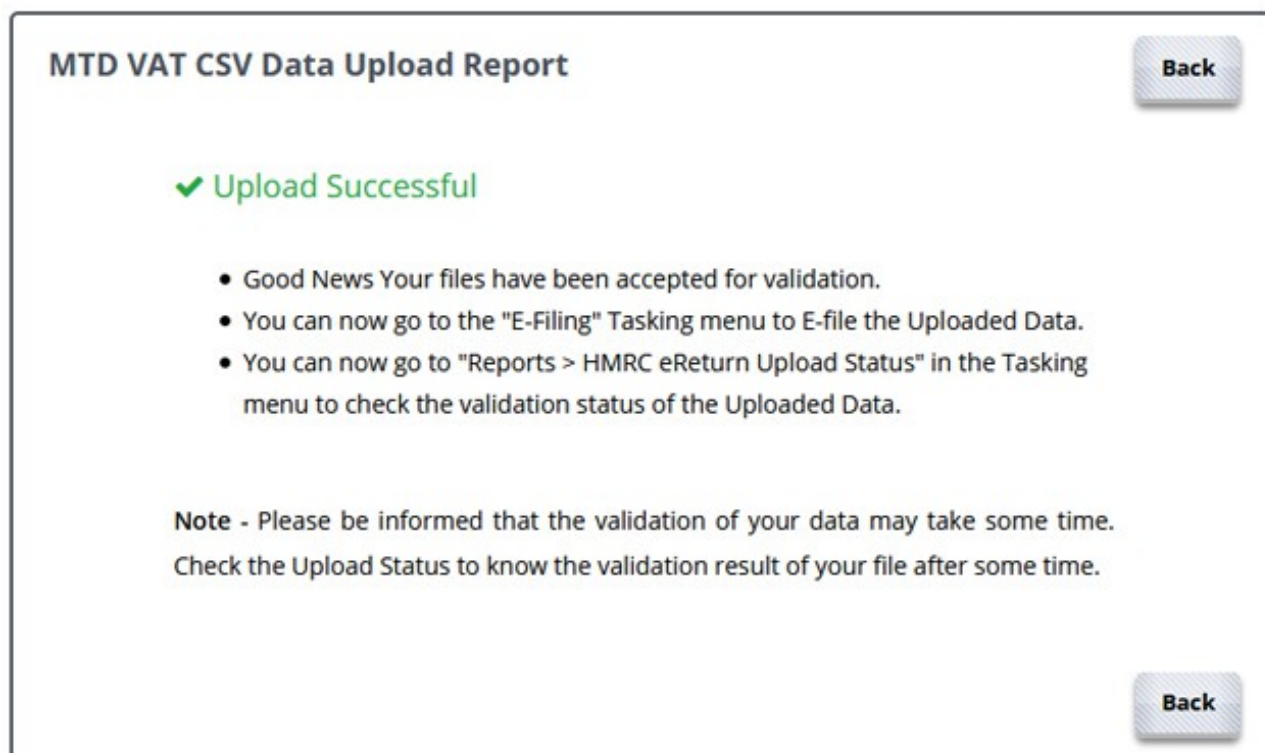 MTD VAT CSV Data Upload Report
Back
✔ Upload Successful
• Good News Your files have been accepted for validation.
• You can now go to the "E-Filing" Tasking menu to E-file the Uploaded Data.
• You can now go to "Reports > HMRC eReturn Upload Status" in the Tasking
menu to check the validation status of the Uploaded Data.
Note - Please be informed that the validation of your data may take some time.
Check the Upload Status to know the validation result of your file after some time.
Back